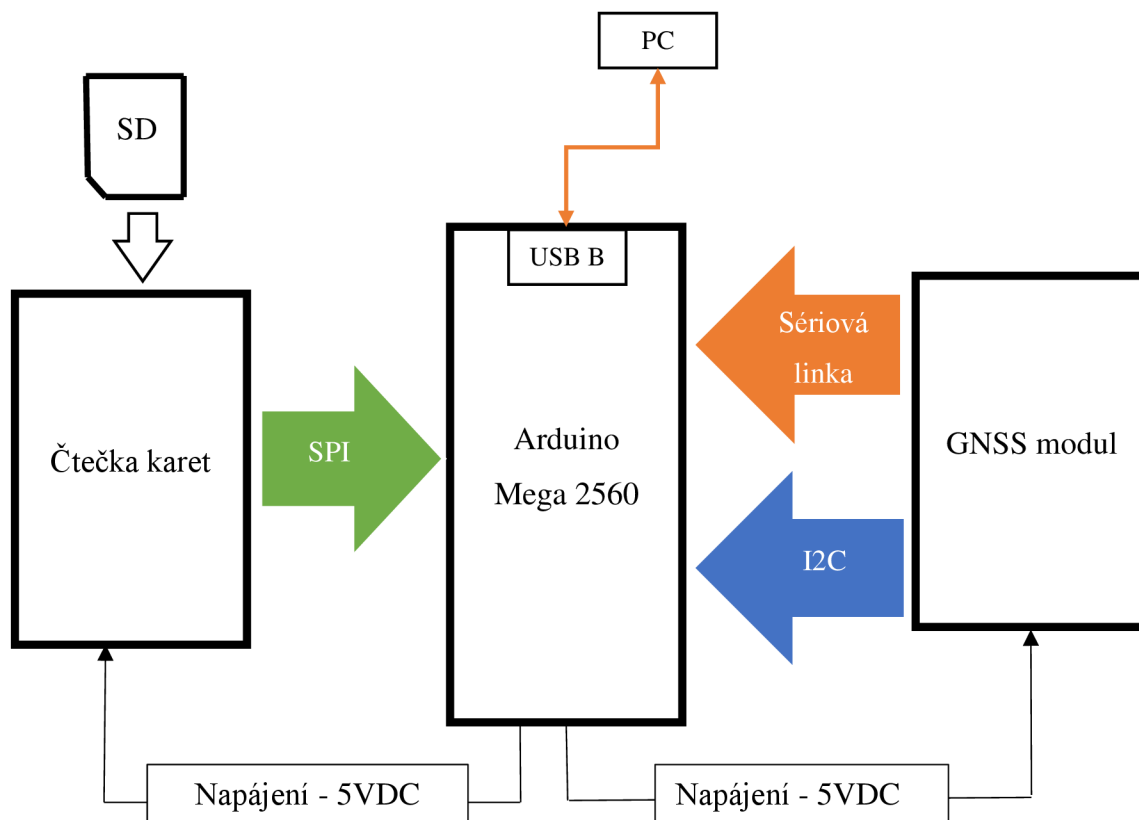 PC
SD
USB B
Sériová
linka
SPI
Čtečka karet
Arduino
Mega 2560
GNSS modul
I2C
Napájení - 5VDC
Napájení - 5VDC